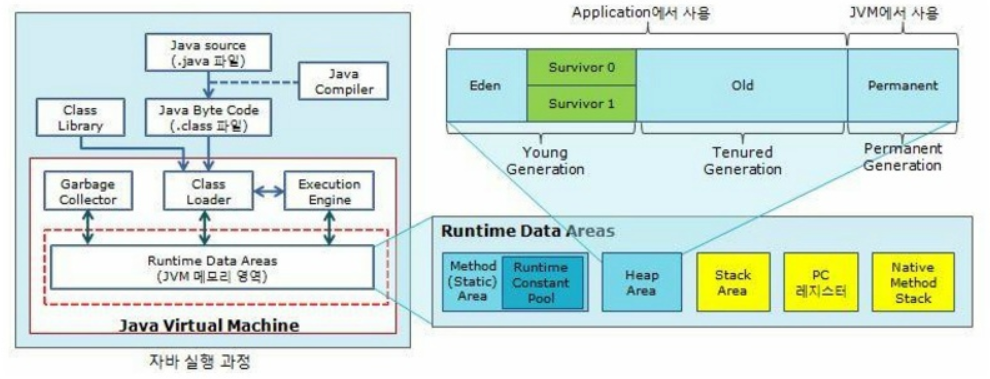 Java source
(.java 파일)
Java
Compiler
Class
Library
Java Byte Code
(.class 파일)
Garbage
Collector
Class
Loader
Execution
Engine
Runtime Data Areas
(JVM 메모리 영역)
Java Virtual Machine
자바 실행 과정
Application에서 사용
JVM에서 사용
Eden
Survivor 0
Survivor 1
Old
Permanent
Young
Generation
Tenured
Generation
Permanent
Generation
Runtime Data Areas
Method
(Static)
Area
Runtime
Constant
Pool
Heap
Area
Stack
Area
PC
레지스터
Native
Method
Stack